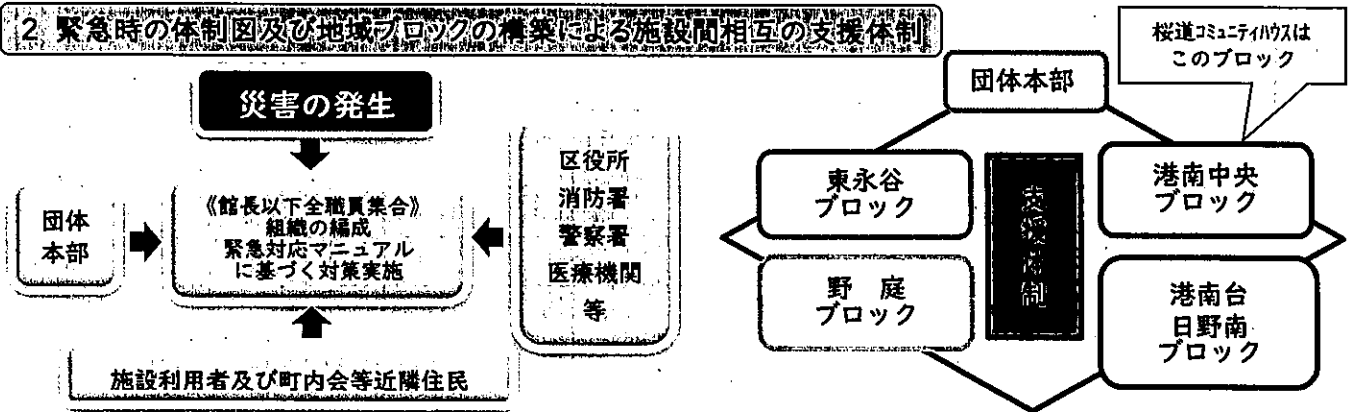 2 緊急時の体制図及び地域ブロックの構築による施設間相互の支援体制
災害の発生
団体
本部
《館長以下全職員集合》
組織の編成
緊急対応マニュアル
に基づく対策実施
区役所
消防署
警察署
医療機関
等
施設利用者及び町内会等近隣住民
桜道コミュニティハウスは
このブロック
団体本部
東永谷
ブロック
港南中央
ブロック
支援体制
野 庭
ブロック
港南台
日野南
ブロック